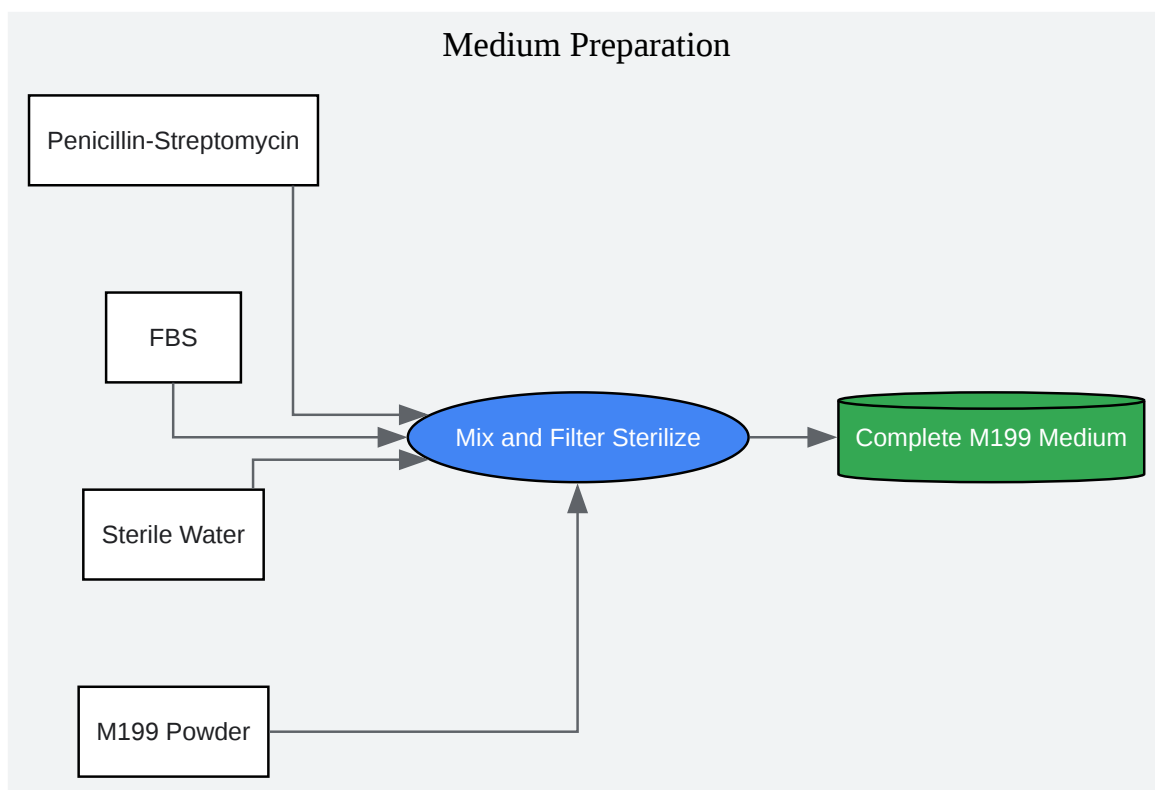 Medium Preparation
Penicillin-Streptomycin
FBS
Mix and Filter Sterilize
Complete M199 Medium
Sterile Water
M199 Powder